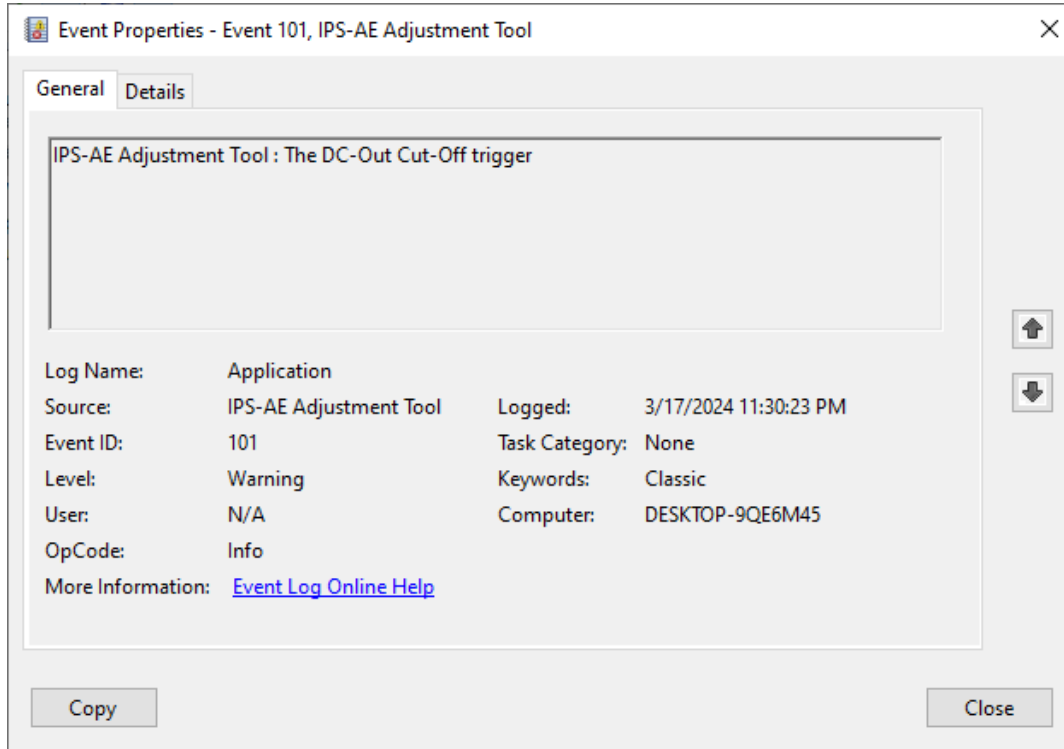 Event Properties - Event 101, IPS-AE Adjustment Tool
General Details
IPS-AE Adjustment Tool : The DC-Out Cut-Off trigger
Log Name: Application
Source: IPS-AE Adjustment Tool Logged: 3/17/2024 11:30:23 PM
Event ID: 101 Task Category: None
Level: Warning Keywords: Classic
User: N/A Computer: DESKTOP-9QE6M45
OpCode: Info
More Information: Event Log Online Help
Copy Close